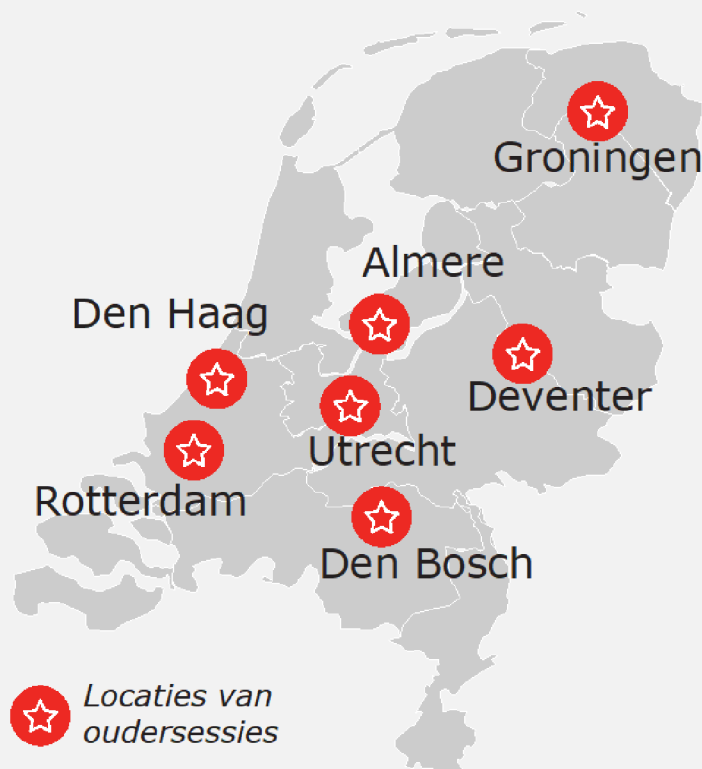 Groningen
Almere
Den Haag
Deventer
Utrecht
Rotterdam
Den Bosch
Locaties van
oudersessies